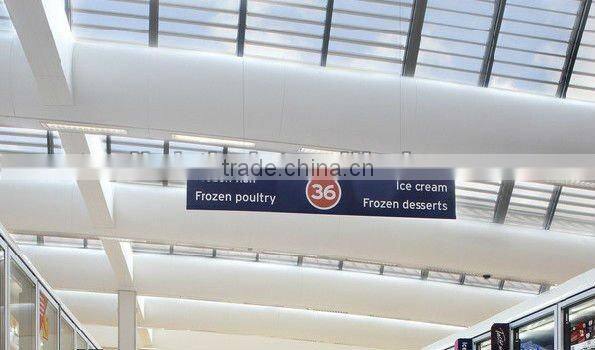 trade.china.cn
36
Frozen poultry
Ice cream
Frozen desserts